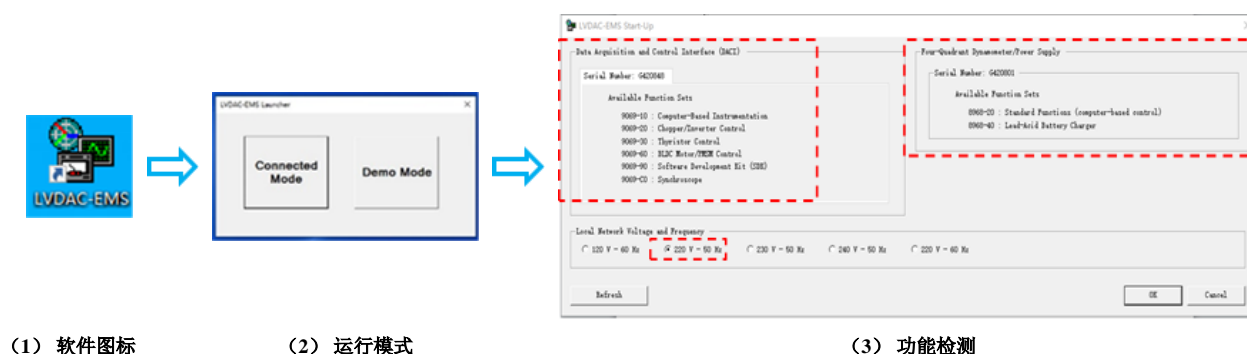 LVDAC-EMS
LVDAC-EMS Launcher
Connected
Mode
Demo Mode
LVDAC-EMS Start-Up
Data Acquisition and Control Interface (DACI)
Serial Number: G420848
Available Function Sets
9069-10 : Computer-Based Instrumentation
9069-20 : Chopper/Inverter Control
9069-30 : Thyristor Control
9069-60 : BLDC Motor/PMSM Control
9069-90 : Software Development Kit (SDK)
9069-C0 : Synchroscope
Four-Quadrant Dynamometer/Power Supply
Serial Number: G420801
Available Function Sets
8968-20 : Standard Functions (computer-based control)
8968-40 : Lead-Acid Battery Charger
Local Network Voltage and Frequency
120 V - 60 Hz
220 V - 50 Hz
230 V - 50 Hz
240 V - 50 Hz
220 V - 60 Hz
Refresh
OK
Cancel
（1） 软件图标
（2） 运行模式
（3） 功能检测